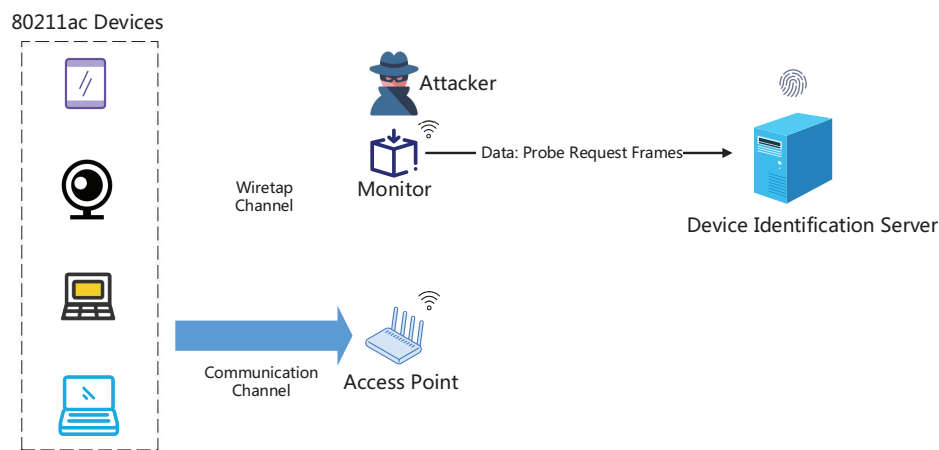 80211ac Devices
Attacker
Data: Probe Request Frames
Monitor
Wiretap
Channel
Device Identification Server
Communication
Channel
Access Point